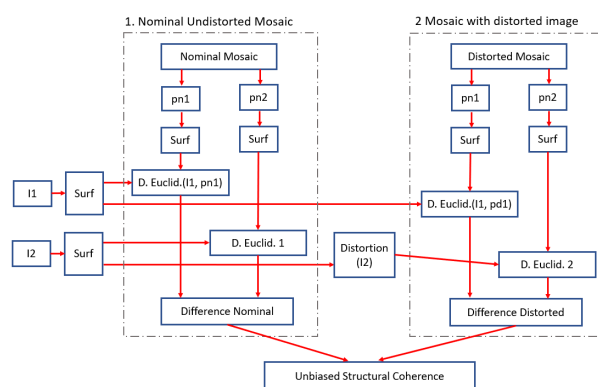 1. Nominal Undistorted Mosaic
2 Mosaic with distorted image
Nominal Mosaic
Distorted Mosaic
pn1
pn2
pn1
pn2
Surf
Surf
Surf
Surf
I1
Surf
D. Euclid.(I1, pn1)
D. Euclid.(I1, pd1)
I2
Surf
D. Euclid. 1
Distortion
(I2)
D. Euclid. 2
Difference Nominal
Difference Distorted
Unbiased Structural Coherence